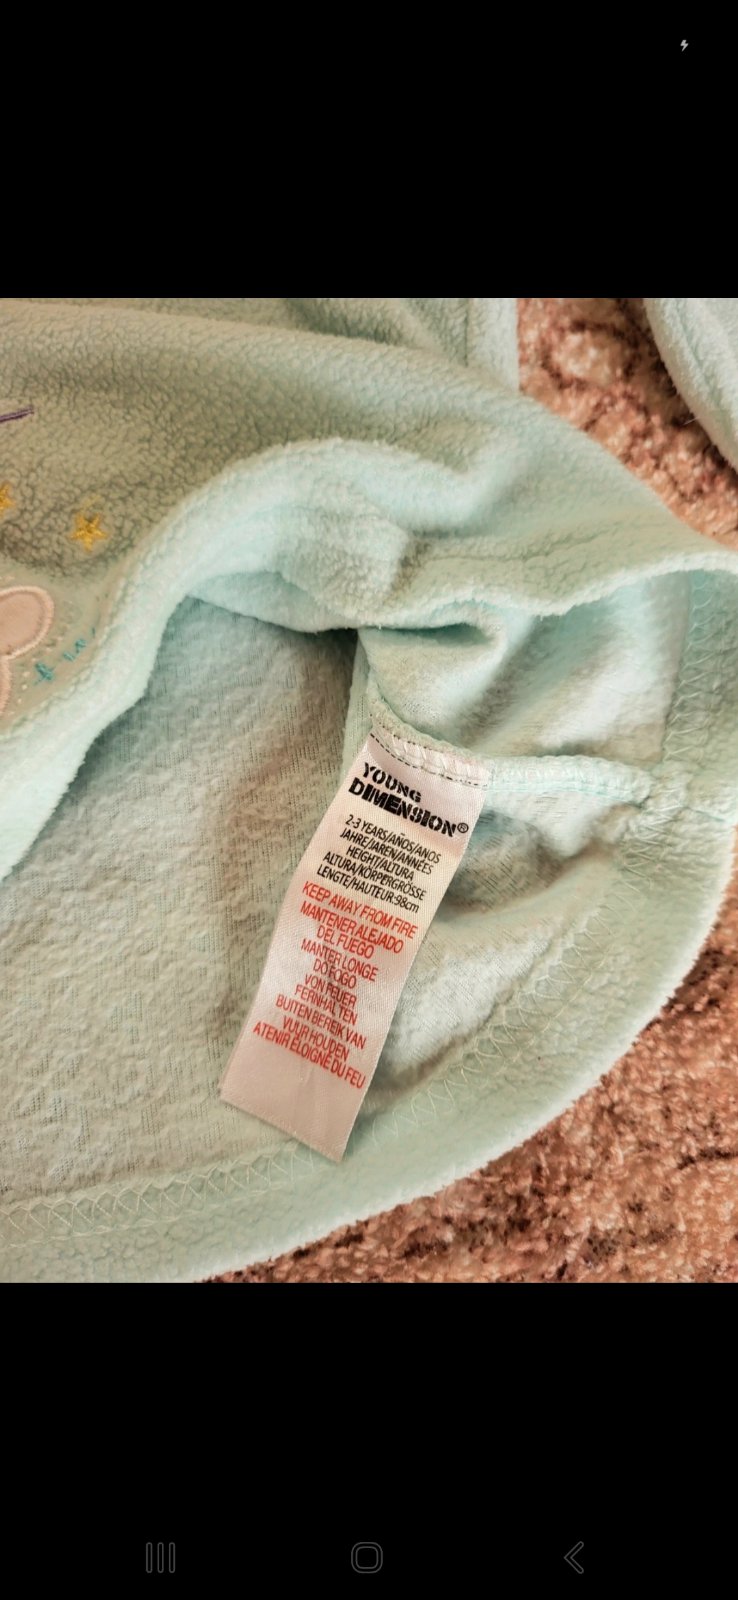 YOUNG
DIMENSION®
2-3 YEARS/AÑOS/ANOS
JAHRE/JAREN/ANNÉES
HEIGHT/ALTURA
ALTURA/KÖRPERGRÖSSE
LENGTE/HAUTEUR:98cm
KEEP AWAY FROM FIRE
MANTENER ALEJADO
DEL FUEGO
MANTER LONGE
DO FOGO
VON FEUER
FERNHALTEN
BUITEN BEREIK VAN
VUUR HOUDEN
ATENIR ÉLOIGNÉ DU FEU